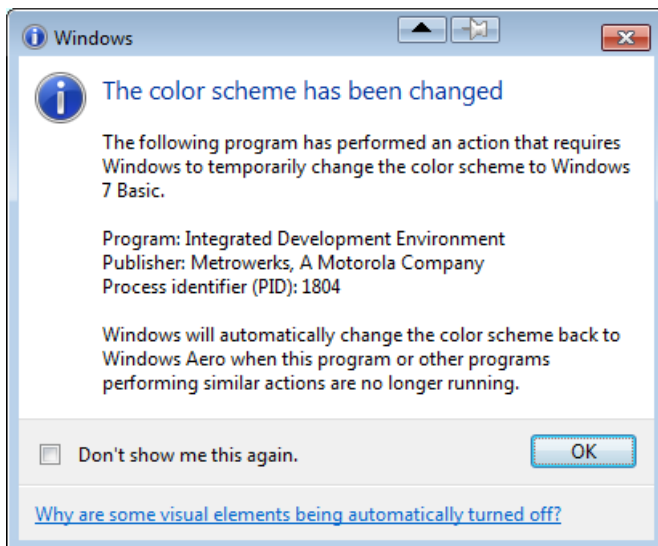 Windows
The color scheme has been changed
The following program has performed an action that requires
Windows to temporarily change the color scheme to Windows
7 Basic.
Program: Integrated Development Environment
Publisher: Metrowerks, A Motorola Company
Process identifier (PID): 1804
Windows will automatically change the color scheme back to
Windows Aero when this program or other programs
performing similar actions are no longer running.
Don't show me this again.
OK
Why are some visual elements being automatically turned off?